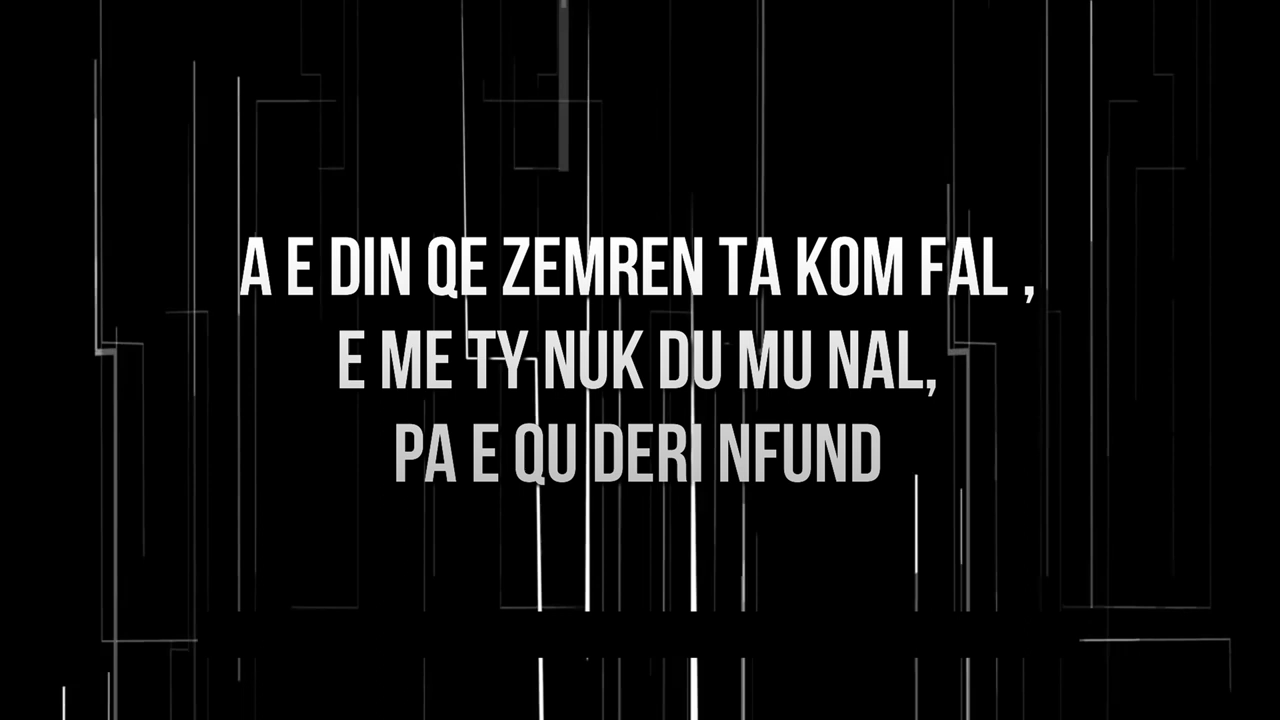 A E DIN QE ZEMREN TA KOM FAL ,
E ME TY NUK DU MU NAL,
PA E QU DERI NFUND